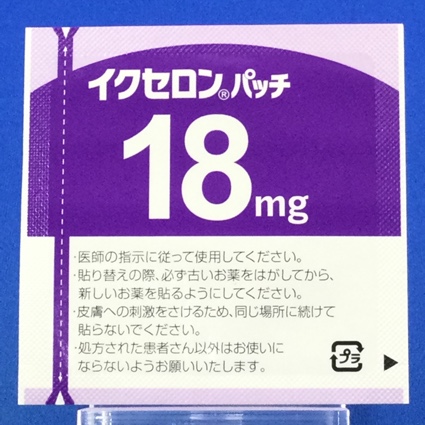 イクセロン®パッチ
18mg
・医師の指示に従って使用してください。
・貼り替えの際、必ず古いお薬をはがしてから、
新しいお薬を貼るようにしてください。
・皮膚への刺激をさけるため、同じ場所に続けて
貼らないでください。
・処方された患者さん以外はお使いに
ならないようお願いいたします。
プラ